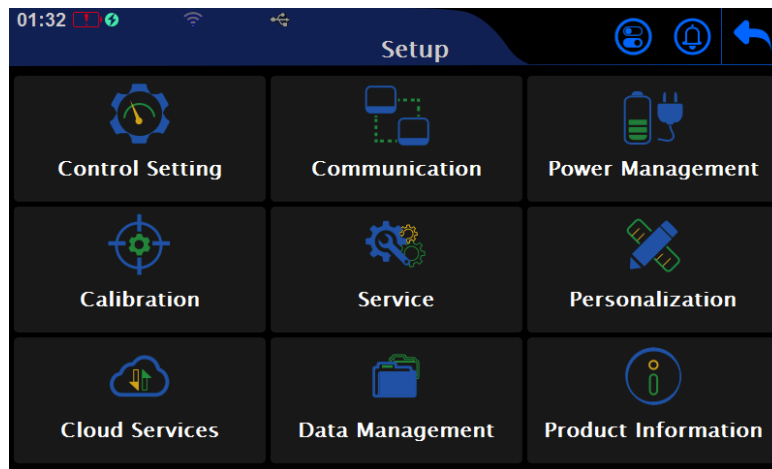 01:32
Setup
Control Setting
Communication
Power Management
Calibration
Service
Personalization
Cloud Services
Data Management
Product Information